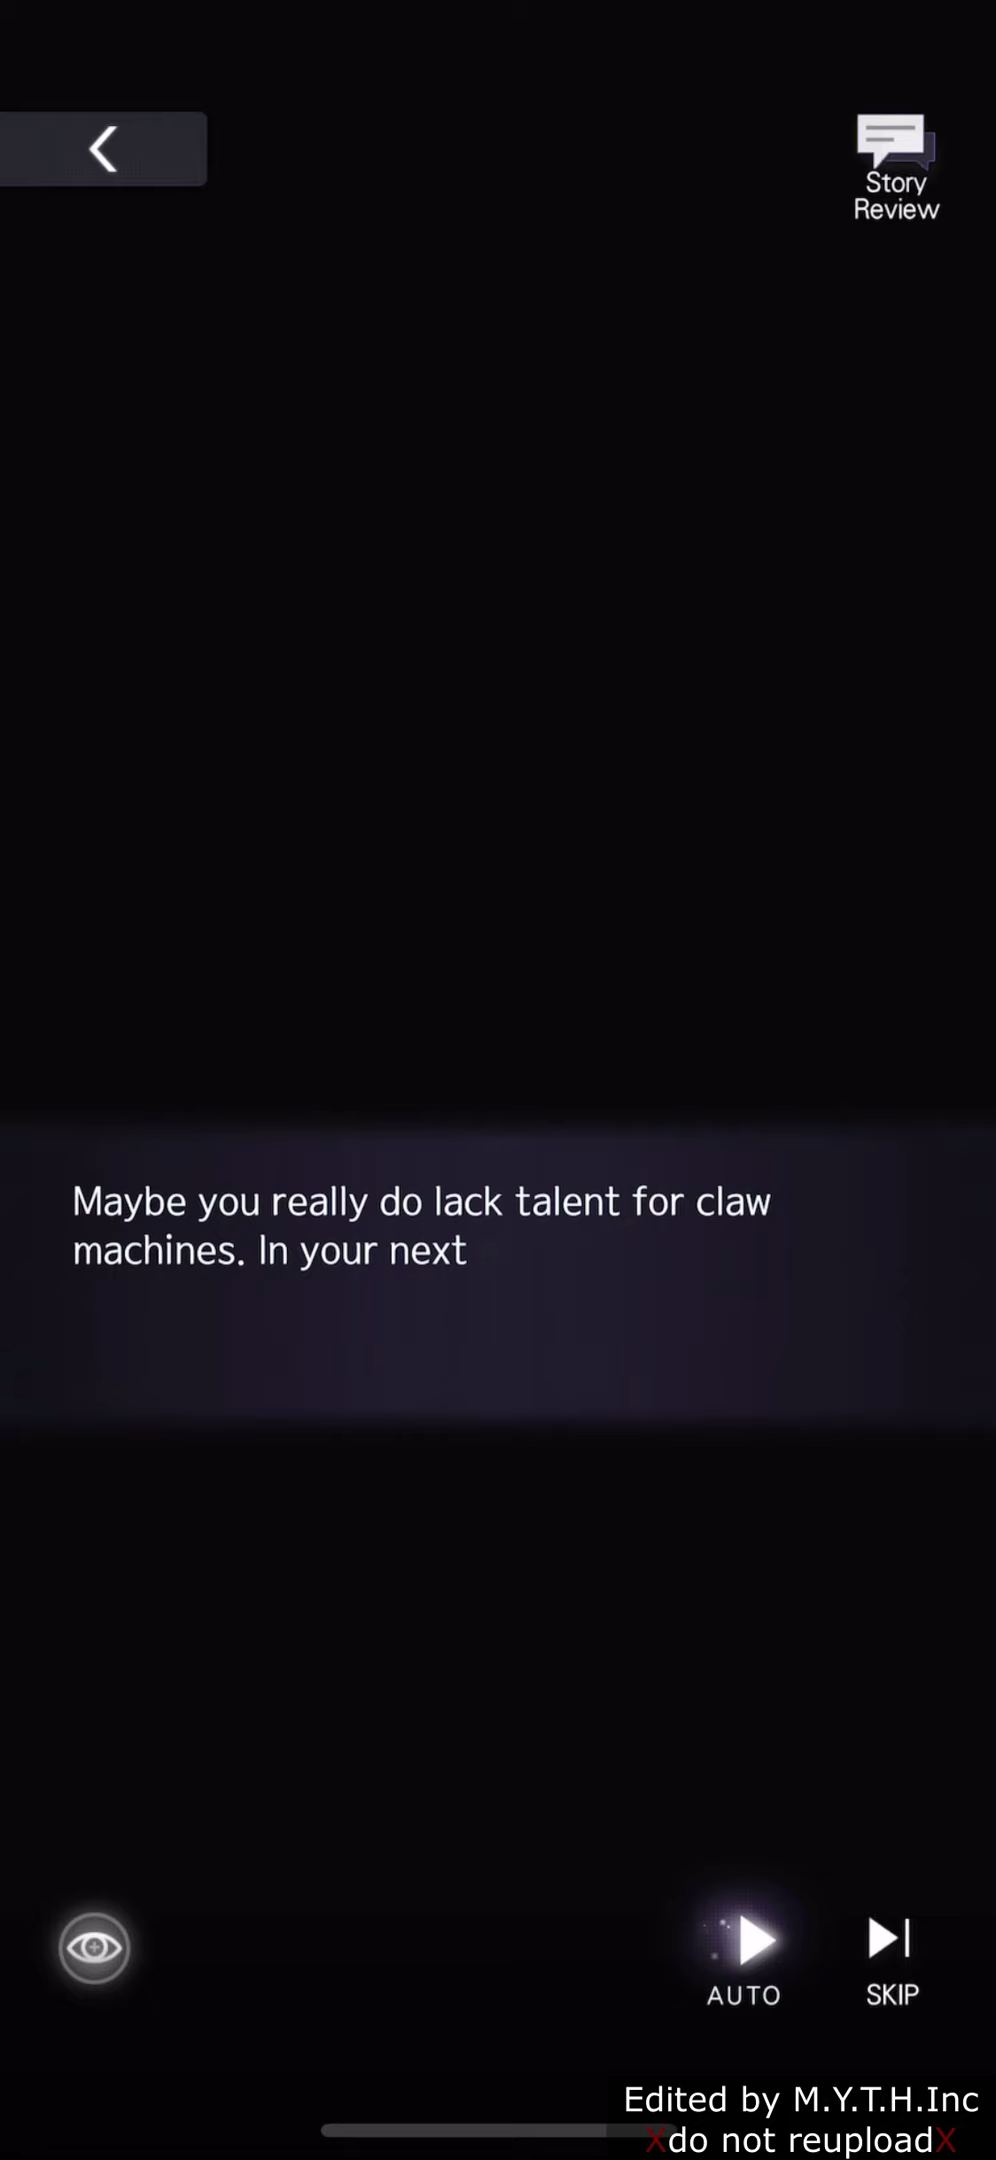 Story
Review
Maybe you really do lack talent for claw
machines. In your next
AUTO
SKIP
Edited by M.Y.T.H.Inc
Xdo not reuploadX